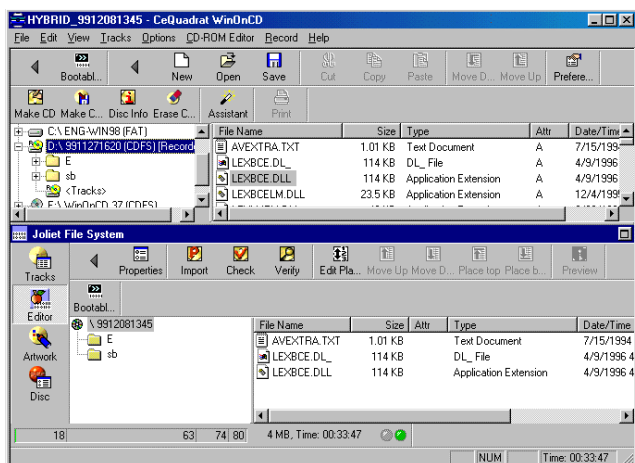 HYBRID_9912081345 - CeQuadrat WinOnCD
File Edit View Tracks Options CD-ROM Editor Record Help
Bootabl... New Open Save Cut Copy Paste Move D... Move Up Prefere...
Make CD Make C... Disc Info Erase C... Assistant Print
C:\ ENG-WIN98 (FAT) File Name Size Type Attr Date/Time
D:\ 9911271620 (CDFS) [Record AVEXTRA.TXT 1.01 KB Text Document A 7/15/199
E LEXBCE.DL_ 114 KB DL_ File A 4/9/1996
sb LEXBCE.DLL 114 KB Application Extension A 4/9/1996
<Tracks> LEXBCELM.DLL 23.5 KB Application Extension A 12/4/199
F:\ WinOnCD 37 (CDFS)
Joliet File System
Tracks Properties Import Check Verify Edit Pla... Move Up Move D... Place top Place b... Preview
Editor Bootabl...
\ 9912081345 File Name Size Attr Type Date/Time
E AVEXTRA.TXT 1.01 KB Text Document 7/15/1994
Artwork sb LEXBCE.DL_ 114 KB DL_ File 4/9/1996 4
LEXBCE.DLL 114 KB Application Extension 4/9/1996 4
Disc
18 63 74 80 4 MB, Time: 00:33:47
NUM Time: 00:33:47